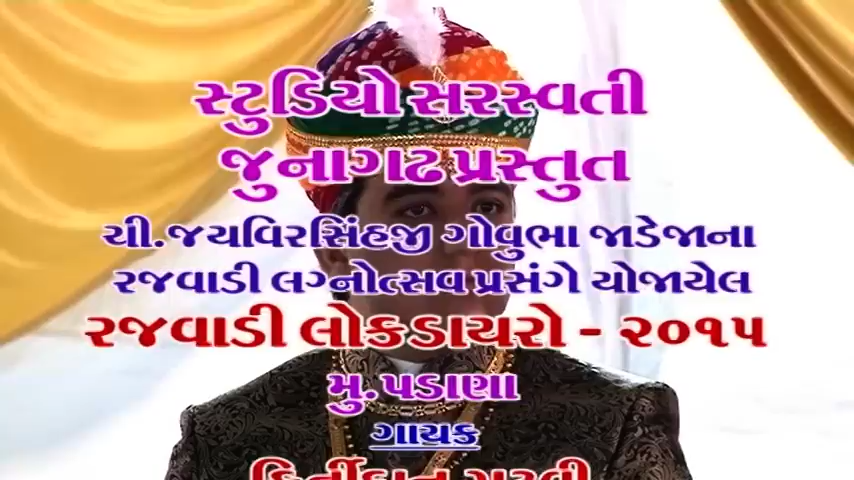 સ્ટુડિયો સરસ્વતી
જુનાગઢ પ્રસ્તુત
ચી.જયવિરસિંહજી ગોવુભા જાડેજાના
રજવાડી લગ્નોત્સવ પ્રસંગે યોજાયેલ
રજવાડી લોકડાયરો - ૨૦૧૫
મુ.પડાણા
ગાયક